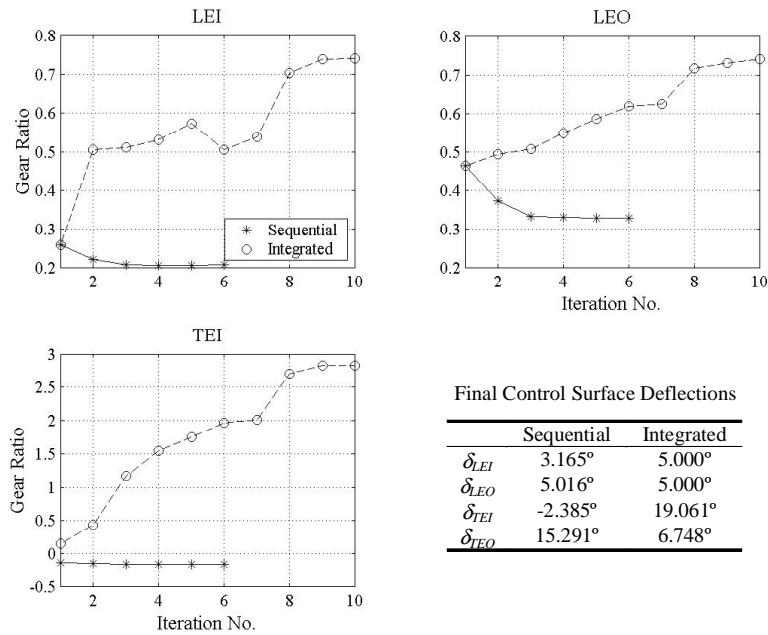 LEI
0.8
0.7
0.6
0.5
0.4
0.3
0.2
Gear Ratio
Sequential
Integrated
2 4 6 8 10
LEO
0.8
0.7
0.6
0.5
0.4
0.3
0.2
Gear Ratio
2 4 6 8 10
Iteration No.
TEI
3
2.5
2
1.5
1
0.5
0
-0.5
Gear Ratio
2 4 6 8 10
Iteration No.
Final Control Surface Deflections
Sequential Integrated
δLEI 3.165º 5.000º
δLEO 5.016º 5.000º
δTEI -2.385º 19.061º
δTEO 15.291º 6.748º